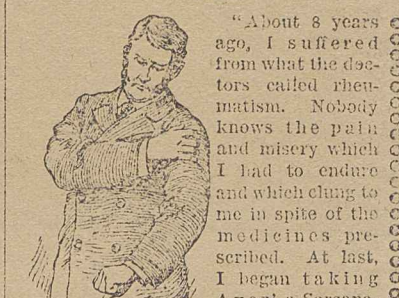 "About 8 years
ago, I suffered
from what the doc-
tors called rheu-
matism. Nobody
knows the pain
and misery which
I had to endure
and which clung to
me in spite of the
medicines pre-
scribed. At last,
I began taking